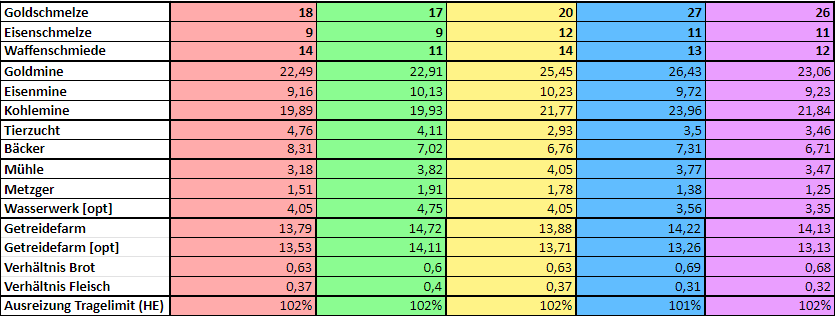 Goldschmelze 18 17 20 27 26
Eisenschmelze 9 9 12 11 11
Waffenschmiede 14 11 14 13 12
Goldmine 22,49 22,91 25,45 26,43 23,06
Eisenmine 9,16 10,13 10,23 9,72 9,23
Kohlemine 19,89 19,93 21,77 23,96 21,84
Tierzucht 4,76 4,11 2,93 3,5 3,46
Bäcker 8,31 7,02 6,76 7,31 6,71
Mühle 3,18 3,82 4,05 3,77 3,47
Metzger 1,51 1,91 1,78 1,38 1,25
Wasserwerk [opt] 4,05 4,75 4,05 3,56 3,35
Getreidefarm 13,79 14,72 13,88 14,22 14,13
Getreidefarm [opt] 13,53 14,11 13,71 13,26 13,13
Verhältnis Brot 0,63 0,6 0,63 0,69 0,68
Verhältnis Fleisch 0,37 0,4 0,37 0,31 0,32
Ausreizung Tragelimit (HE) 102% 102% 102% 101% 102%